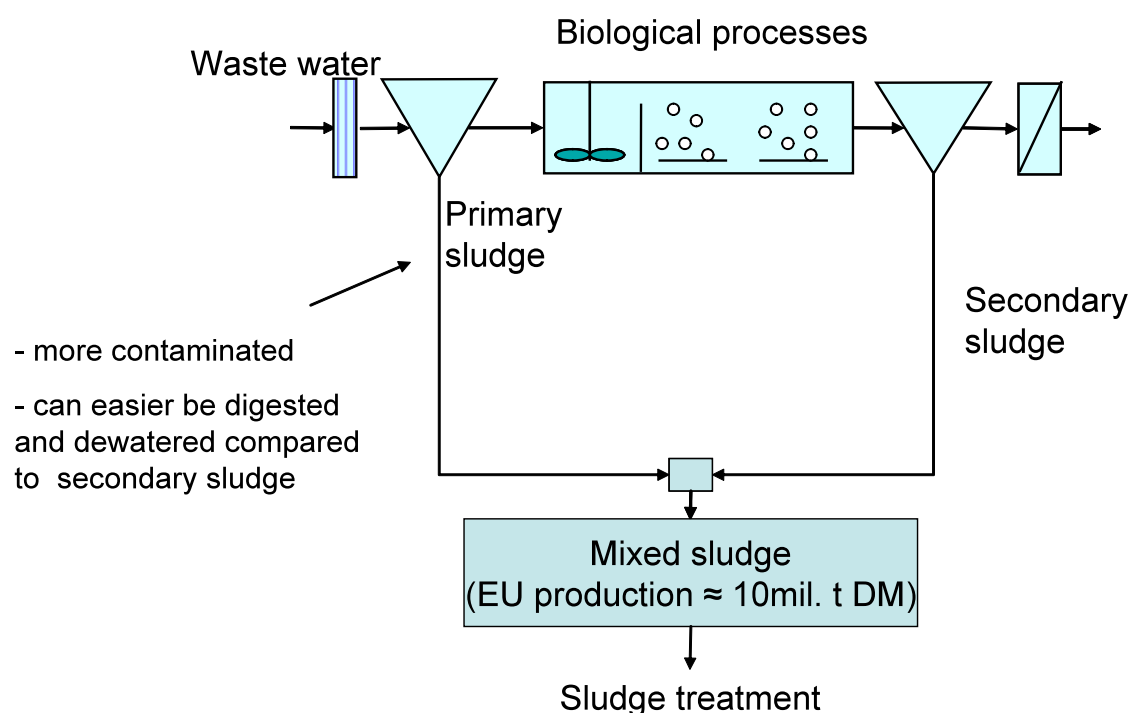 Biological processes
Waste water
Primary
sludge
Secondary
sludge
- more contaminated
- can easier be digested
and dewatered compared
to secondary sludge
Mixed sludge
(EU production ≈ 10mil. t DM)
Sludge treatment